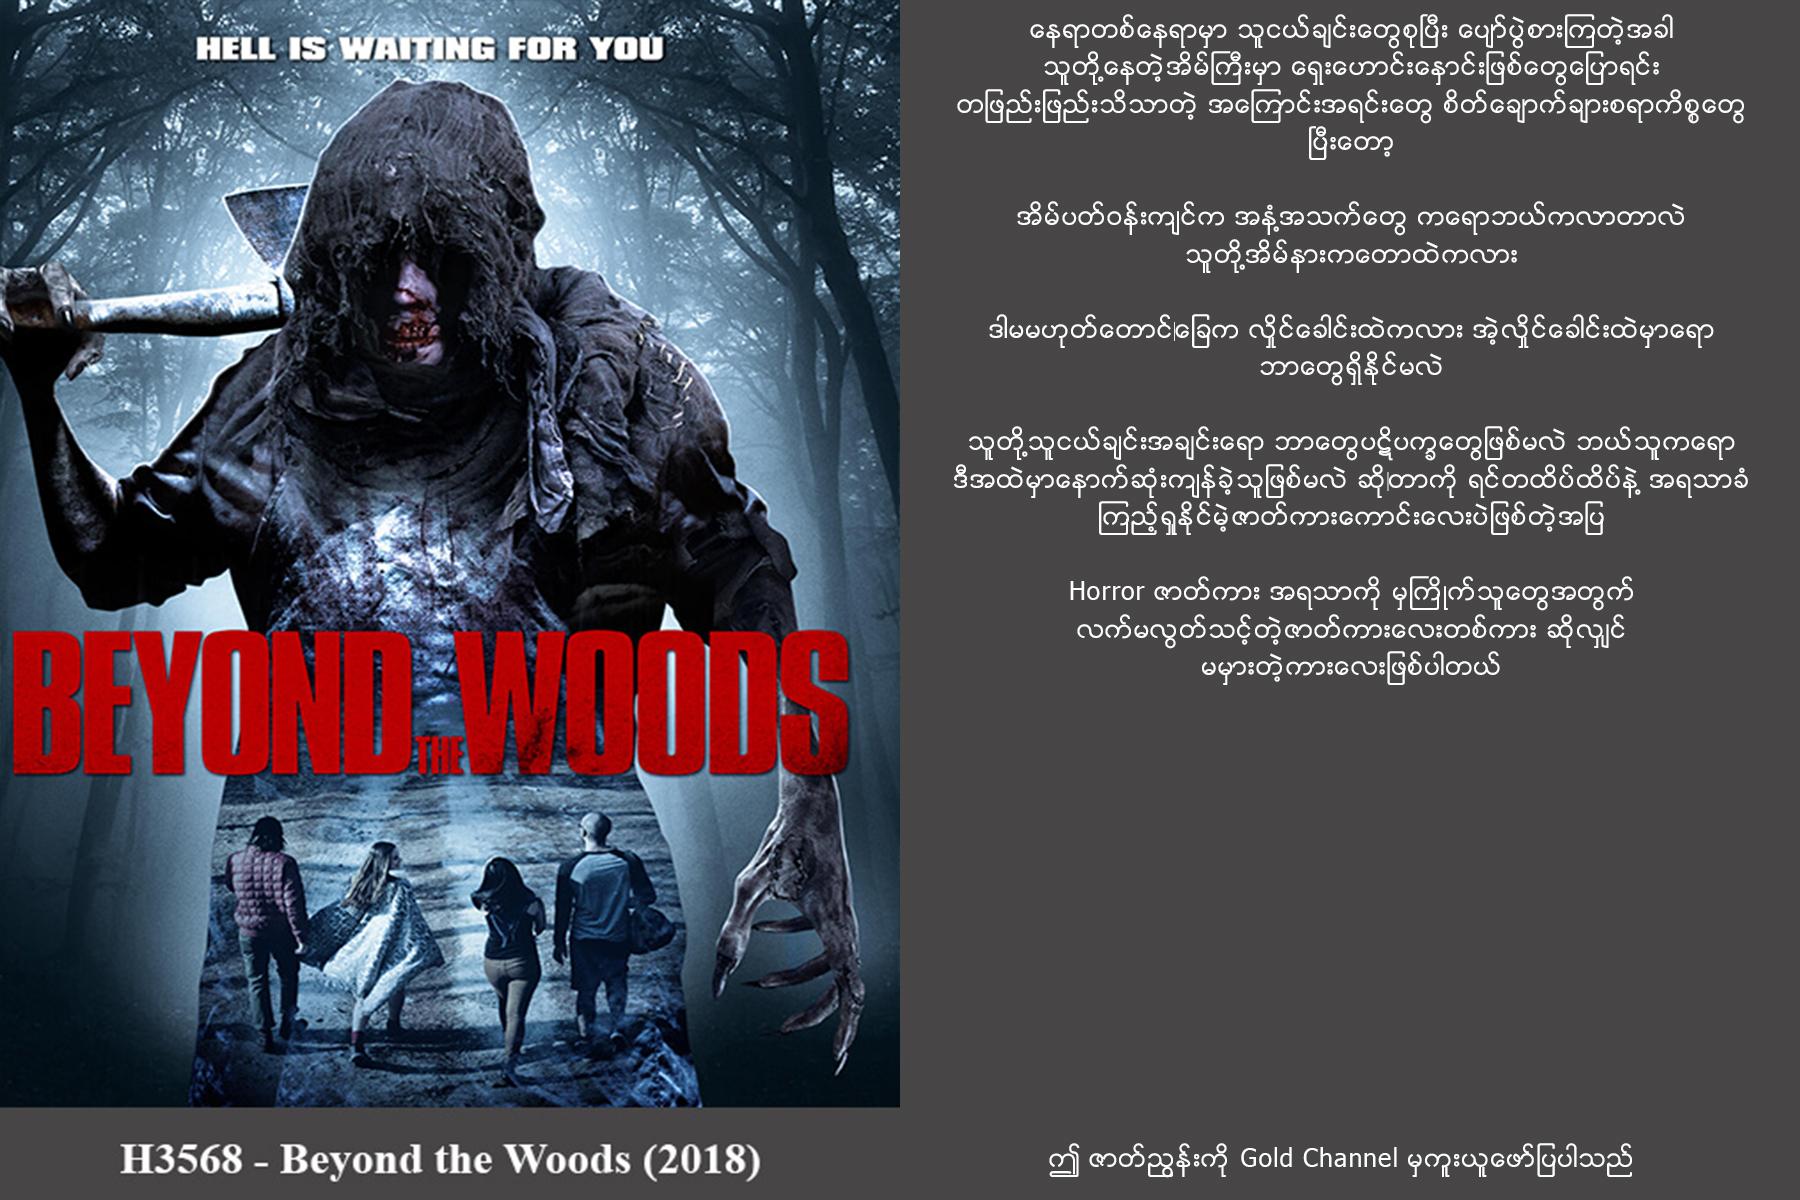 HELL IS WAITING FOR YOU
BEYOND THE WOODS
H3568 - Beyond the Woods (2018)
နေရာတစ်နေရာမှာ သူငယ်ချင်းတွေစုပြီး ပျော်ပွဲစားကြတဲ့အခါ
သူတို့နေတဲ့အိမ်ကြီးမှာ ရှေးဟောင်းနှောင်းဖြစ်တွေပြောရင်း
တဖြည်းဖြည်းသိသာတဲ့ အကြောင်းအရင်းတွေ စိတ်ချောက်ချားစရာကိစ္စတွေ
ပြီးတော့
အိမ်ပတ်ဝန်းကျင်က အနံ့အသက်တွေ ကရောဘယ်ကလာတာလဲ
သူတို့အိမ်နားကတောထဲကလား
ဒါမမဟုတ်တောင်ခြေက လှိုင်ခေါင်းထဲကလား အဲ့လှိုင်ခေါင်းထဲမှာရော
ဘာတွေရှိနိုင်မလဲ
သူတို့သူငယ်ချင်းအချင်းရော ဘာတွေပဋိပက္ခတွေဖြစ်မလဲ ဘယ်သူကရော
ဒီအထဲမှာနောက်ဆုံးကျန်ခဲ့သူဖြစ်မလဲ ဆိုတာကို ရင်တထိပ်ထိပ်နဲ့ အရသာခံ
ကြည့်ရှုနိုင်မဲ့ဇာတ်ကားကောင်းလေးပဲဖြစ်တဲ့အပြ
Horror ဇာတ်ကား အရသာကို မှကြိုက်သူတွေအတွက်
လက်မလွတ်သင့်တဲ့ဇာတ်ကားလေးတစ်ကား ဆိုလျှင်
မမှားတဲ့ကားလေးဖြစ်ပါတယ်
ဤ ဇာတ်ညွှန်းကို Gold Channel မှကူးယူဖော်ပြပါသည်